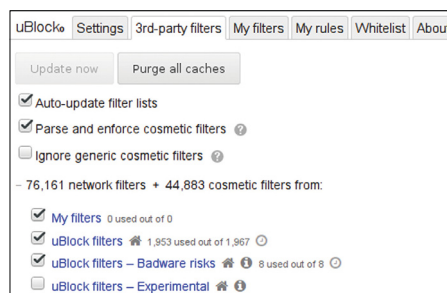 uBlock₀ Settings 3rd-party filters My filters My rules Whitelist About
Update now Purge all caches
Auto-update filter lists
Parse and enforce cosmetic filters
Ignore generic cosmetic filters
– 76,161 network filters + 44,883 cosmetic filters from:
My filters 0 used out of 0
uBlock filters 1,953 used out of 1,967
uBlock filters – Badware risks 8 used out of 8
uBlock filters – Experimental